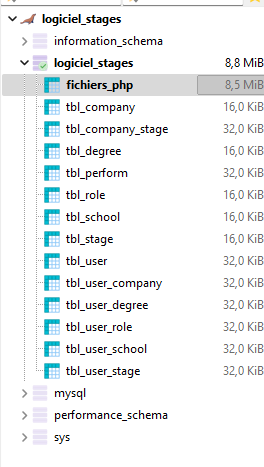 logiciel_stages
information_schema
logiciel_stages 8,8 MiB
fichiers_php 8,5 MiB
tbl_company 16,0 KiB
tbl_company_stage 32,0 KiB
tbl_degree 16,0 KiB
tbl_perform 32,0 KiB
tbl_role 16,0 KiB
tbl_school 16,0 KiB
tbl_stage 16,0 KiB
tbl_user 32,0 KiB
tbl_user_company 32,0 KiB
tbl_user_degree 32,0 KiB
tbl_user_role 32,0 KiB
tbl_user_school 32,0 KiB
tbl_user_stage 32,0 KiB
mysql
performance_schema
sys